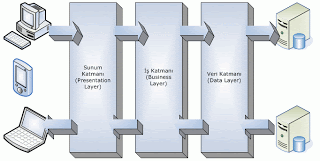 Sunum
Katmanı
(Presentation
Layer)
İş Katmanı
(Business
Layer)
Veri Katmanı
(Data Layer)